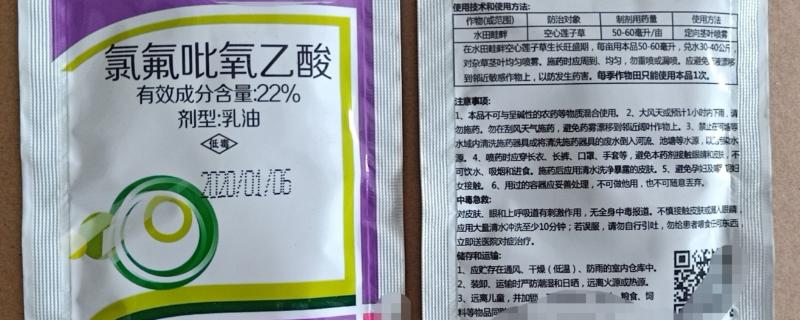 氯氟吡氧乙酸
有效成分含量:22%
剂型:乳油
低毒
2020/01/06
使用技术和使用方法:
作物(或范围) 防治对象 制剂用药量 使用方法
水田畦畔 空心莲子草 50-60毫升/亩 定向茎叶喷雾
在水田畦畔空心莲子草生长旺盛期，每亩用本品50-60毫升，兑水30-40公斤
对杂草茎叶均匀喷雾。施药时应周到、均匀，勿重喷或漏喷。应避免 液漂移
到邻近敏感作物上，以防发生药害。每季作物田只能使用本品1次。
注意事项:
1、本品不可与呈碱性的农药等物质混合使用。2、大风天或预计1小时内下雨，请
勿施药。勿在刮风天气施药，避免药雾漂移到邻近阔叶作物上。3、禁止在 塘等
水域内清洗施药器具或将清洗施药器具的废水倒入河流、池塘等水源，以 水
源。4、喷药时应穿长衣、长裤、口罩、手套等，避免本药剂接触眼睛和皮肤，不
可饮水、吸烟和进食。施药后应用清水洗净暴露的皮肤。5、避免孕妇及哺 妇
女接触。6、用过的容器应妥善处理，不可做他用，也不可随意丢弃。
中毒急救:
对皮肤、眼和上呼吸道有刺激作用，无全身中毒报道。不慎接触皮肤或溅入眼睛，
应用大量清水冲洗至少10分钟；若误服，请勿自行引吐，勿给患者喂食任何东西，
立即送医院对症治疗。
储存和运输:
1、应贮存在通风、干燥（低温）、防雨的室内仓库中。
2、装卸、运输时严防潮湿和日晒，远离火源或热源。
3、远离儿童，并加锁 粮食、饲
料等物品同